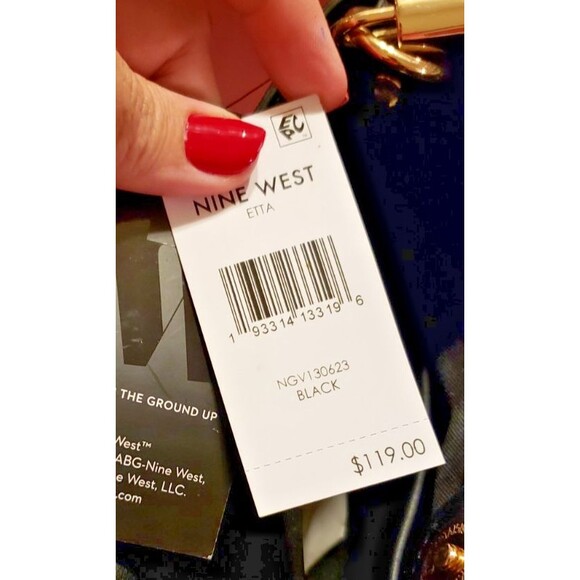 NINE WEST
ETTA
1 93314 13319 6
NGV130623
BLACK
$119.00
THE GROUND UP
West™
ABG-Nine West,
West, LLC.
.com